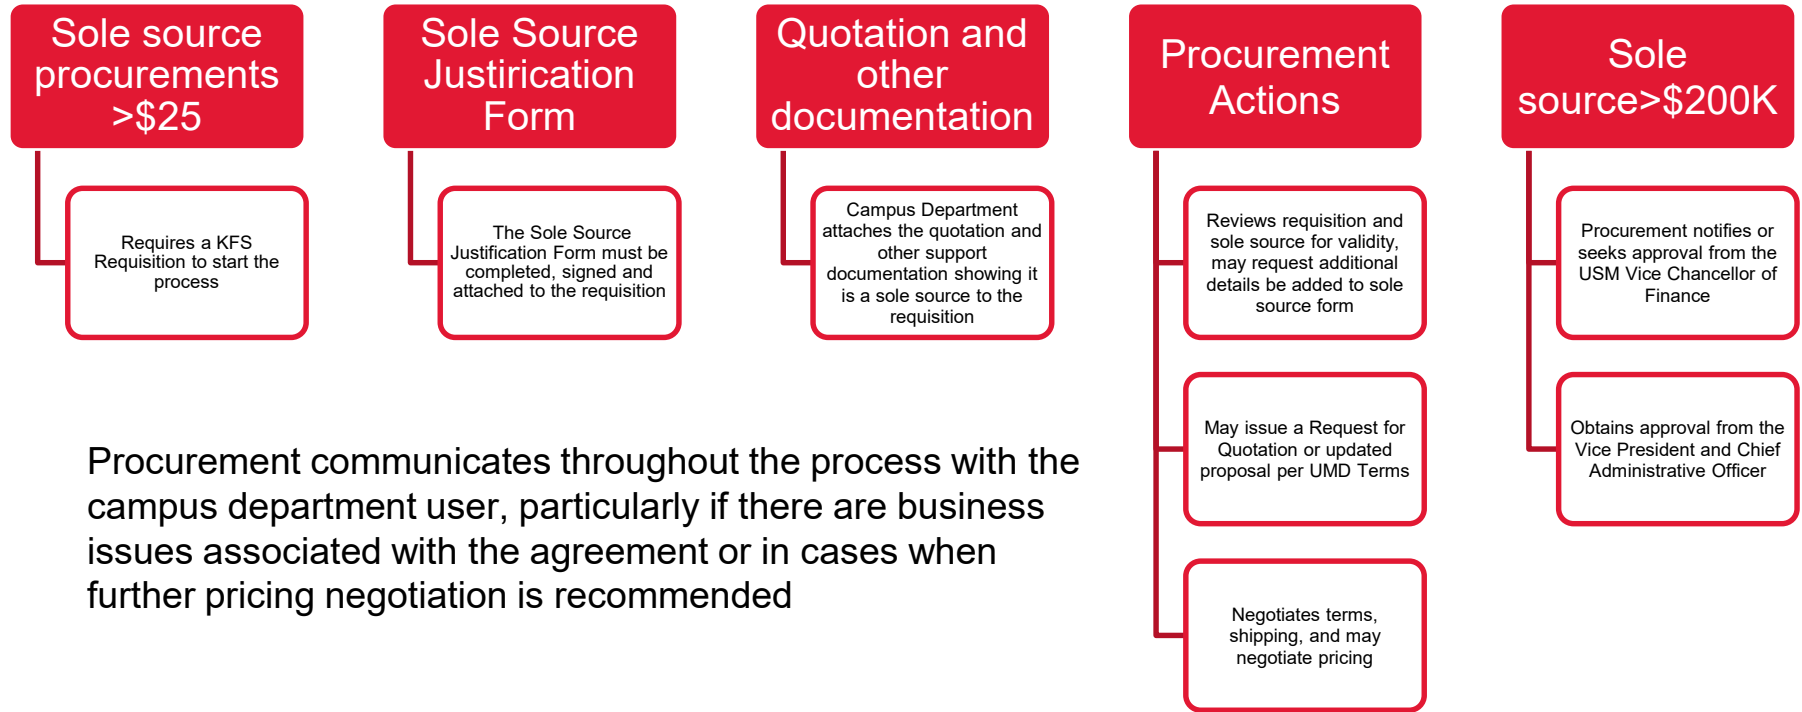 Sole source
procurements
>$25
Requires a KFS
Requisition to start the
process
Sole Source
Justirication
Form
The Sole Source
Justification Form must be
completed, signed and
attached to the requisition
Quotation and
other
documentation
Campus Department
attaches the quotation and
other support
documentation showing it
is a sole source to the
requisition
Procurement
Actions
Reviews requisition and
sole source for validity,
may request additional
details be added to sole
source form
May issue a Request for
Quotation or updated
proposal per UMD Terms
Negotiates terms,
shipping, and may
negotiate pricing
Sole
source>$200K
Procurement notifies or
seeks approval from the
USM Vice Chancellor of
Finance
Obtains approval from the
Vice President and Chief
Administrative Officer
Procurement communicates throughout the process with the
campus department user, particularly if there are business
issues associated with the agreement or in cases when
further pricing negotiation is recommended